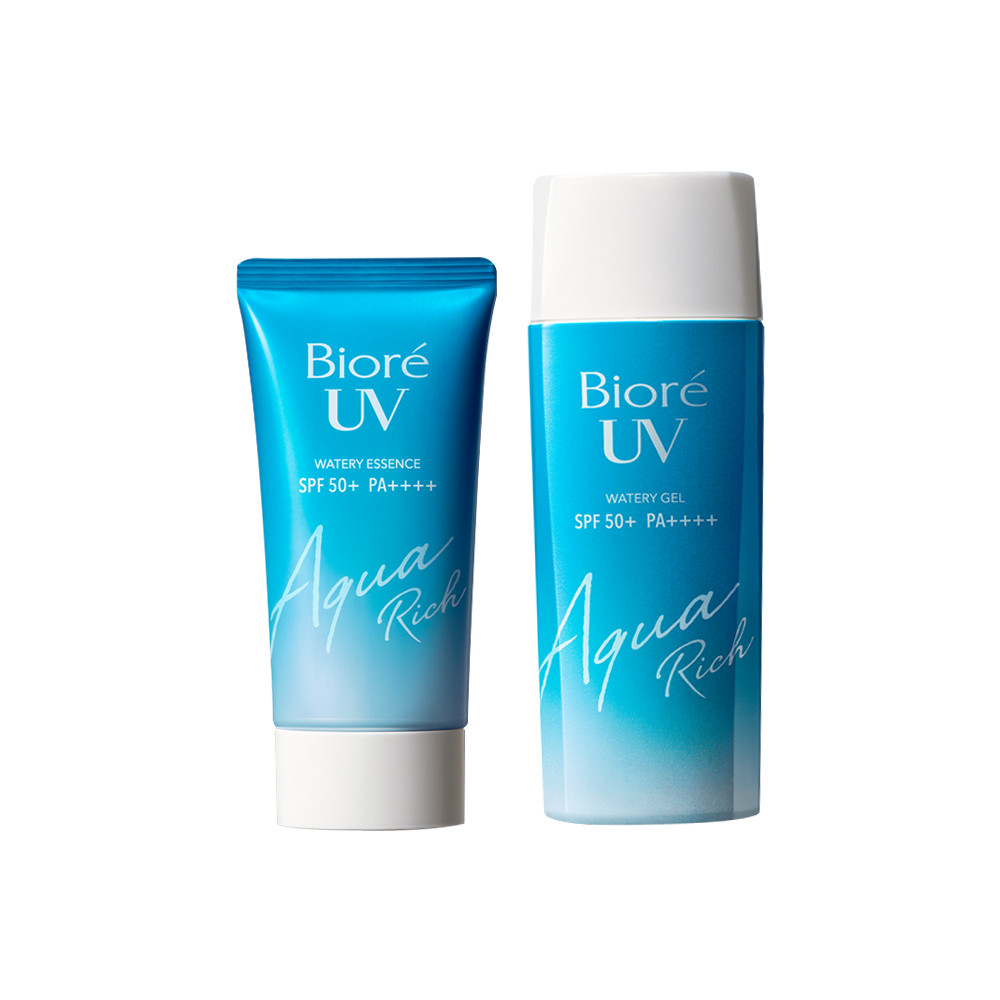 Bioré
UV
WATERY ESSENCE
SPF 50+ PA++++
Aqua
Rich
Bioré
UV
WATERY GEL
SPF 50+ PA++++
Aqua
Rich